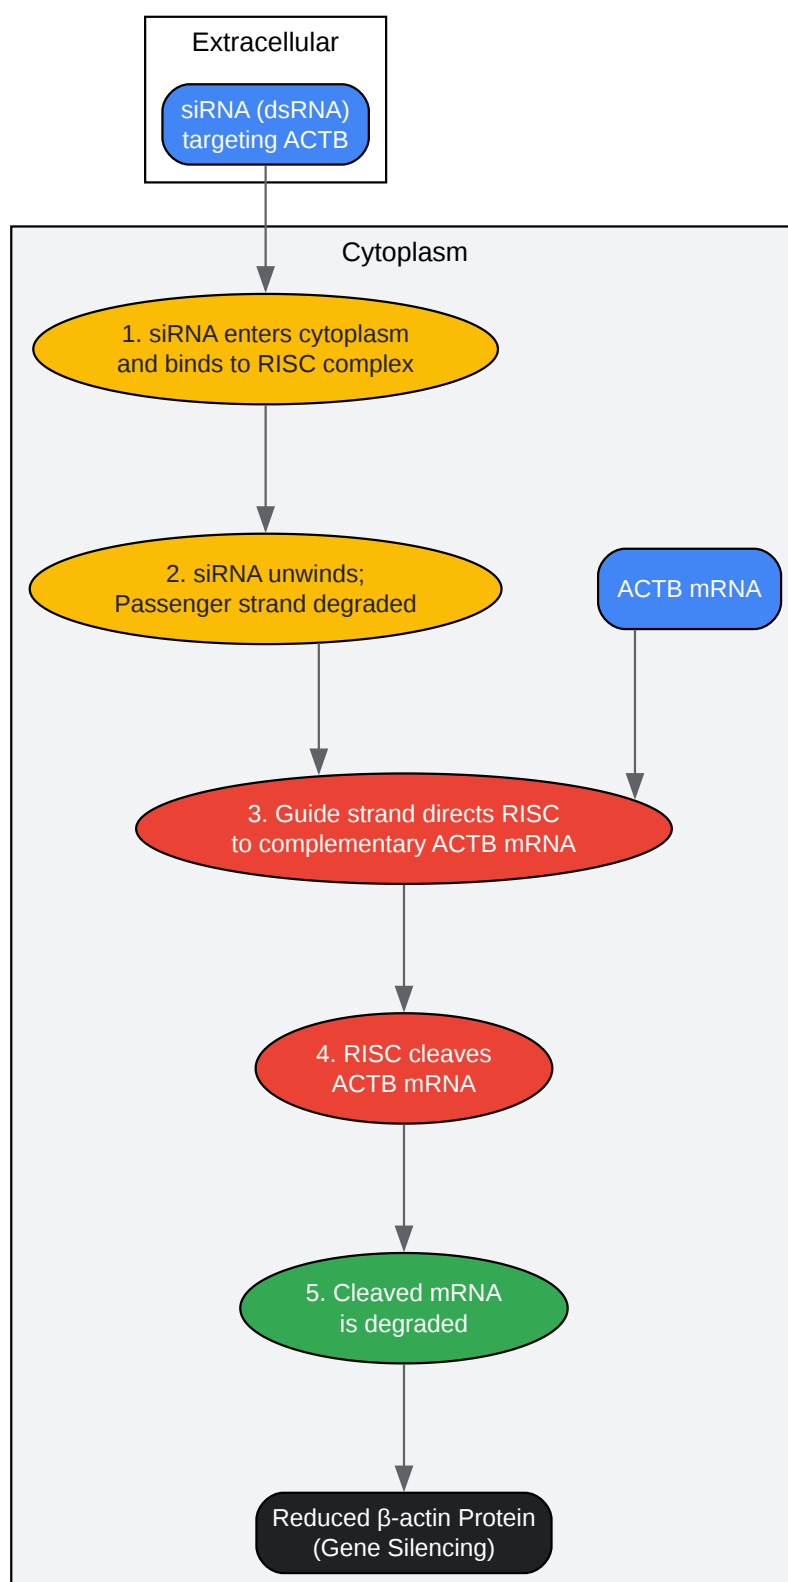 Extracellular
siRNA (dsRNA)
targeting ACTB
Cytoplasm
1. siRNA enters cytoplasm
and binds to RISC complex
2. siRNA unwinds;
Passenger strand degraded
ACTB mRNA
3. Guide strand directs RISC
to complementary ACTB mRNA
4. RISC cleaves
ACTB mRNA
5. Cleaved mRNA
is degraded
Reduced β-actin Protein
(Gene Silencing)